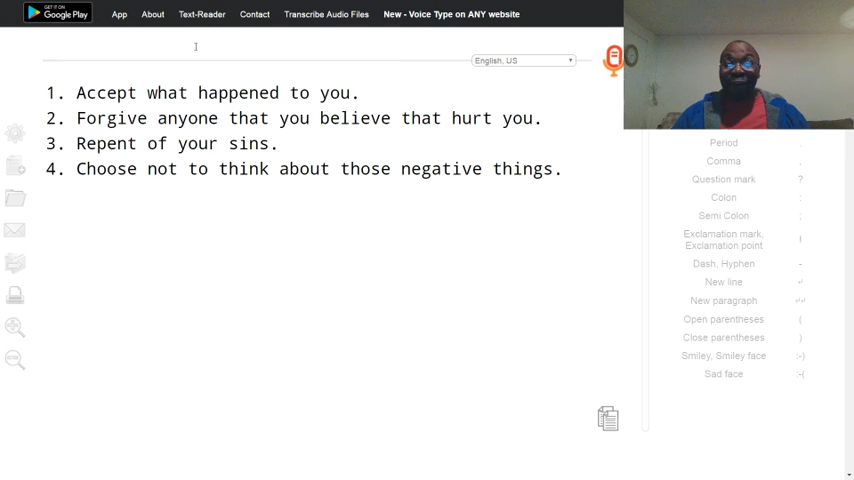 GET IT ON
Google Play
App About Text-Reader Contact Transcribe Audio Files New - Voice Type on ANY website
English, US
1. Accept what happened to you.
2. Forgive anyone that you believe that hurt you.
3. Repent of your sins.
4. Choose not to think about those negative things.
Period .
Comma ,
Question mark ?
Colon :
Semi Colon ;
Exclamation mark,
Exclamation point !
Dash, Hyphen -
New line ↵
New paragraph ↵↵
Open parentheses (
Close parentheses )
Smiley, Smiley face :-)
Sad face :-(